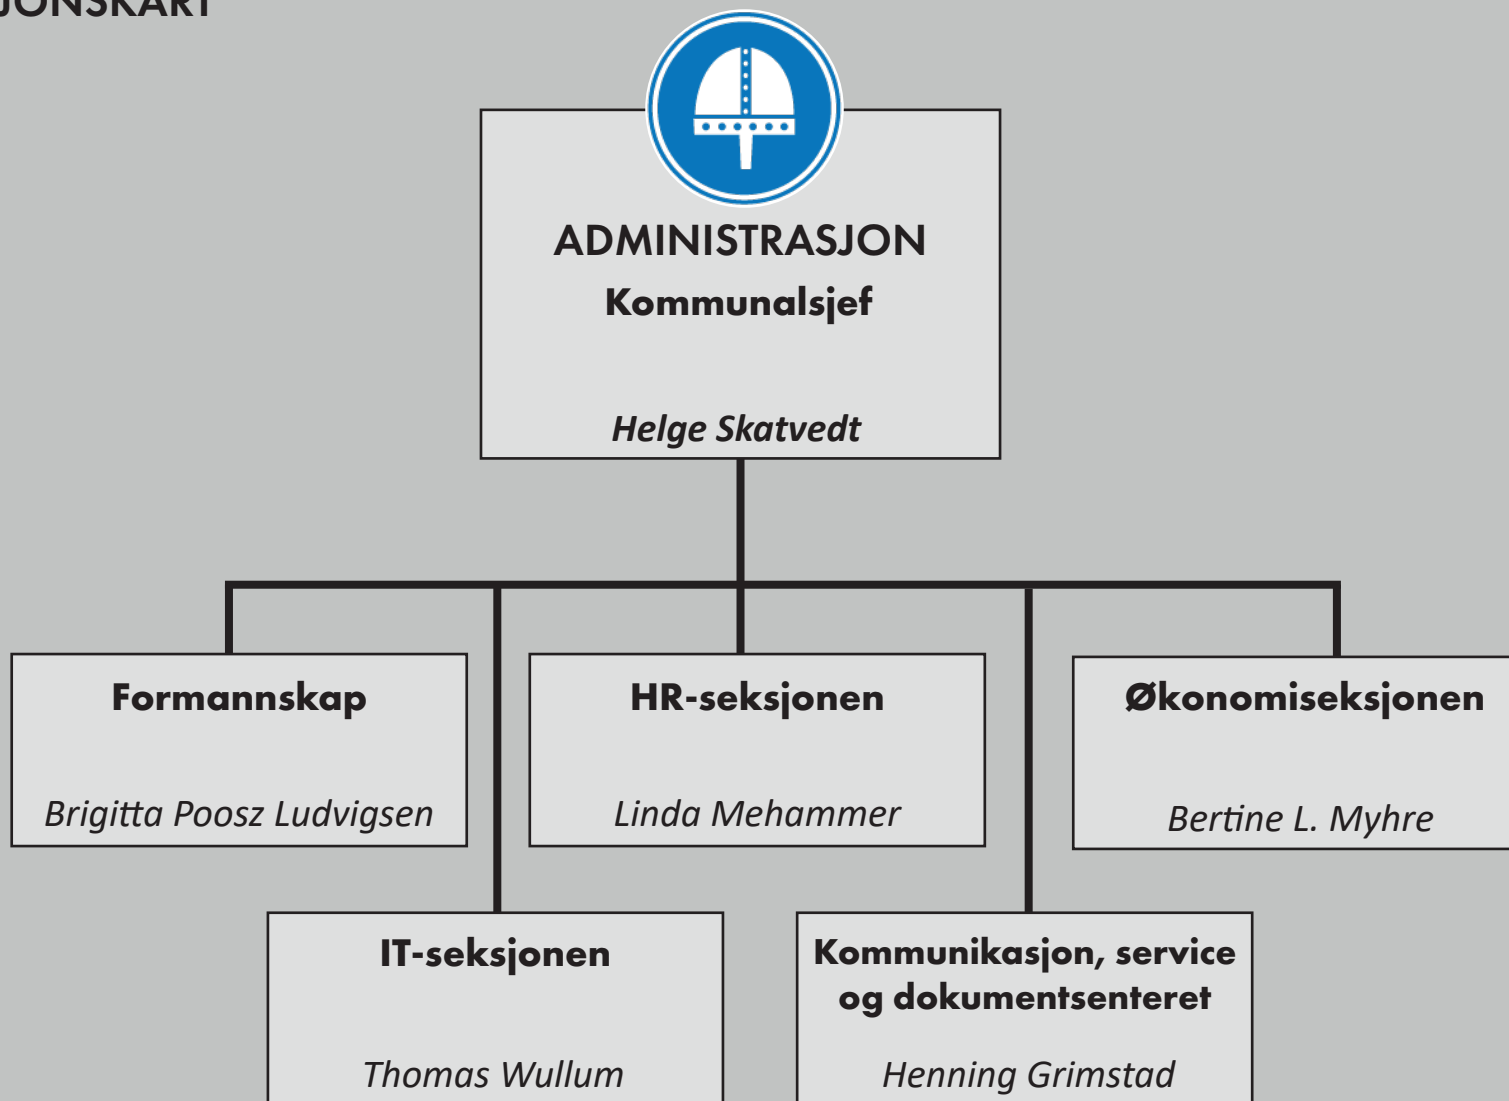 JONSKART
ADMINISTRASJON
Kommunalsjef
Helge Skatvedt
Formannskap
Brigitta Poosz Ludvigsen
HR-seksjonen
Linda Mehammer
Økonomiseksjonen
Bertine L. Myhre
IT-seksjonen
Thomas Wullum
Kommunikasjon, service
og dokumentsenteret
Henning Grimstad